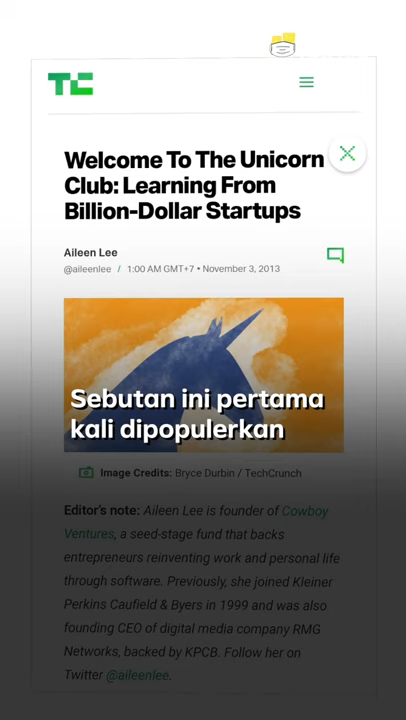 TC
Welcome To The Unicorn
Club: Learning From
Billion-Dollar Startups
Aileen Lee
@aileenlee / 1:00 AM GMT+7 • November 3, 2013
Sebutan ini pertama
kali dipopulerkan
Image Credits: Bryce Durbin / TechCrunch
Editor's note: Aileen Lee is founder of Cowboy
Ventures, a seed-stage fund that backs
entrepreneurs reinventing work and personal life
through software. Previously, she joined Kleiner
Perkins Caufield & Byers in 1999 and was also
founding CEO of digital media company RMG
Networks, backed by KPCB. Follow her on
Twitter @aileenlee.